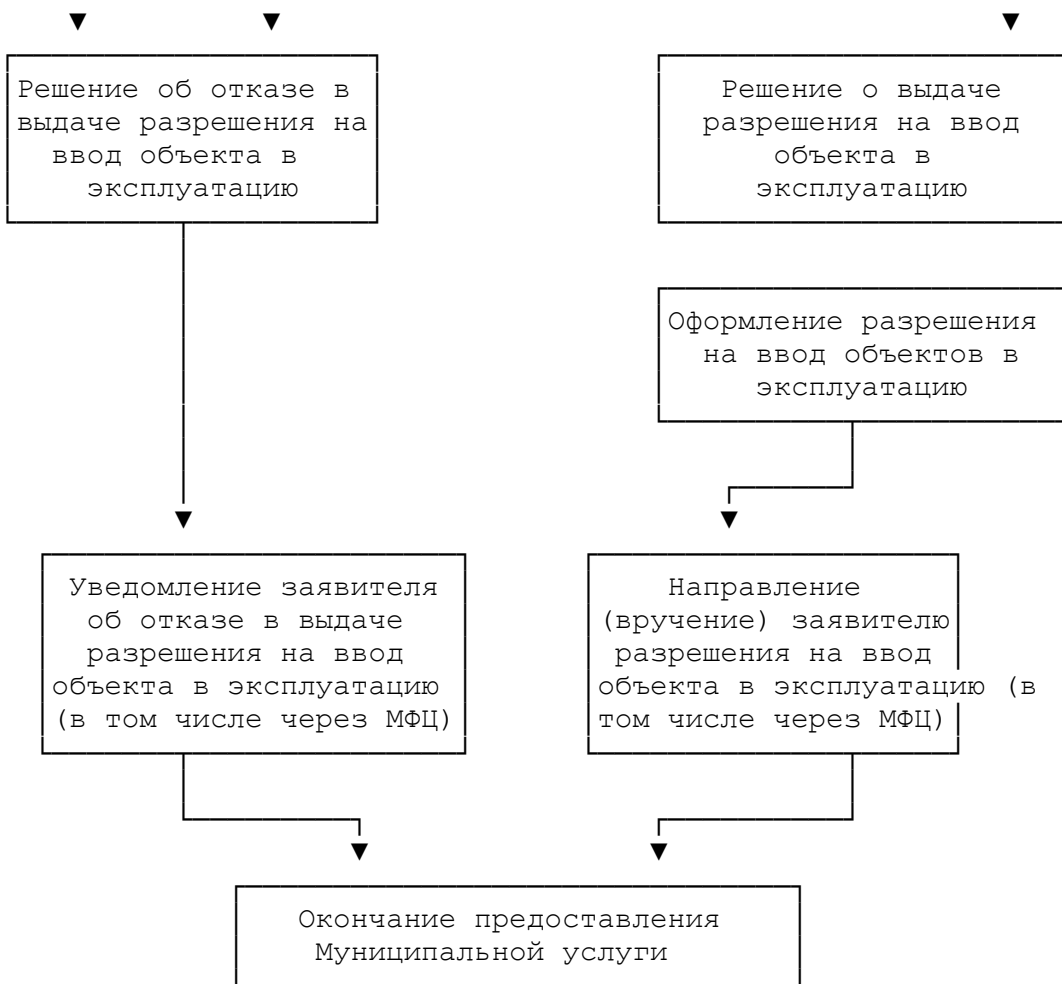 Решение об отказе в
выдаче разрешения на
ввод объекта в
эксплуатацию
Решение о выдаче
разрешения на ввод
объекта в
эксплуатацию
Оформление разрешения
на ввод объектов в
эксплуатацию
Уведомление заявителя
об отказе в выдаче
разрешения на ввод
объекта в эксплуатацию
(в том числе через МФЦ)
Направление
(вручение) заявителю
разрешения на ввод
объекта в эксплуатацию (в
том числе через МФЦ)
Окончание предоставления
Муниципальной услуги